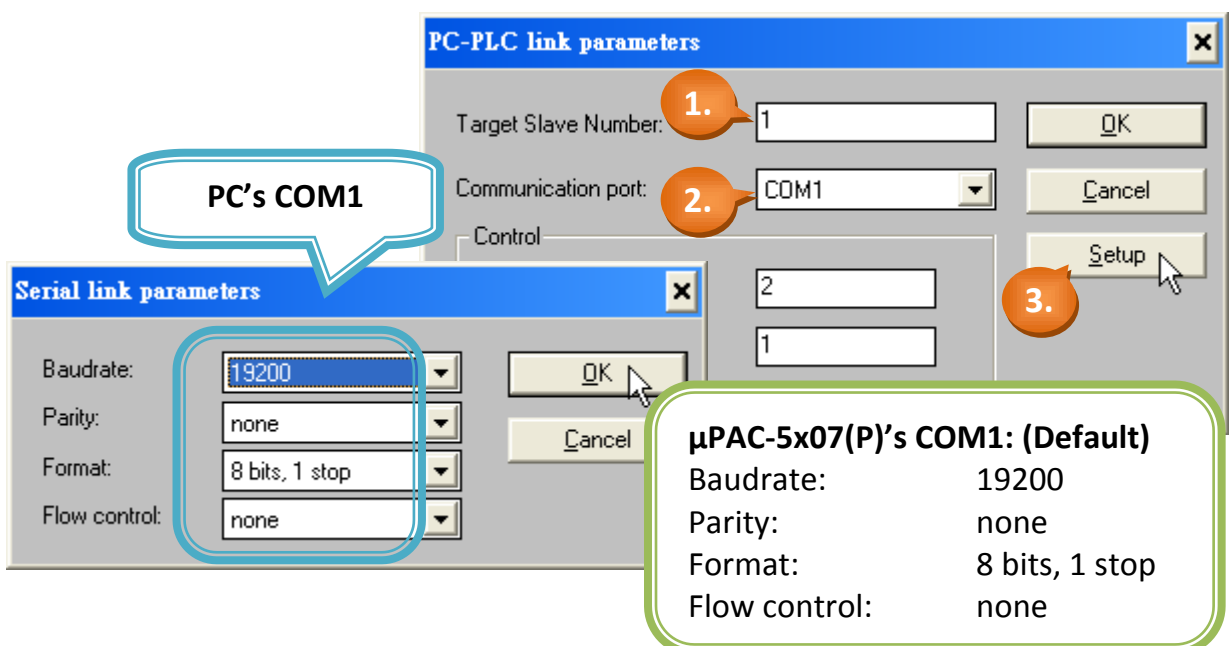 PC-PLC link parameters
1.
Target Slave Number:
1
OK
PC's COM1
Communication port:
2.
COM1
Cancel
Control
Setup
3.
2
1
Serial link parameters
Baudrate:
19200
OK
Parity:
none
Cancel
Format:
8 bits, 1 stop
Flow control:
none
µPAC-5x07(P)'s COM1: (Default)
Baudrate: 19200
Parity: none
Format: 8 bits, 1 stop
Flow control: none